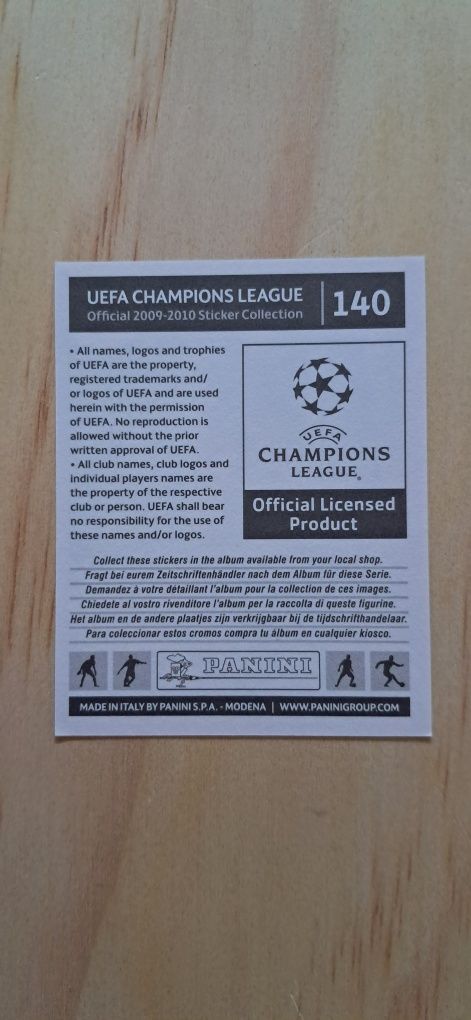 UEFA CHAMPIONS LEAGUE
Official 2009-2010 Sticker Collection
140
• All names, logos and trophies
of UEFA are the property,
registered trademarks and/
or logos of UEFA and are used
herein with the permission
of UEFA. No reproduction is
allowed without the prior
written approval of UEFA.
• All club names, club logos and
individual players names are
the property of the respective
club or person. UEFA shall bear
no responsibility for the use of
these names and/or logos.
UEFA
CHAMPIONS
LEAGUE®
Official Licensed
Product
Collect these stickers in the album available from your local shop.
Fragt bei eurem Zeitschriftenhändler nach dem Album für diese Serie.
Demandez à votre détaillant l'album pour la collection de ces images.
Chiedete al vostro rivenditore l'album per la raccolta di queste figurine.
Het album en de andere plaatjes zijn verkrijgbaar bij de tijdschrifthandelaar.
Para coleccionar estos cromos compra tu álbum en cualquier kiosco.
PANINI
MADE IN ITALY BY PANINI S.P.A. - MODENA | WWW.PANINIGROUP.COM